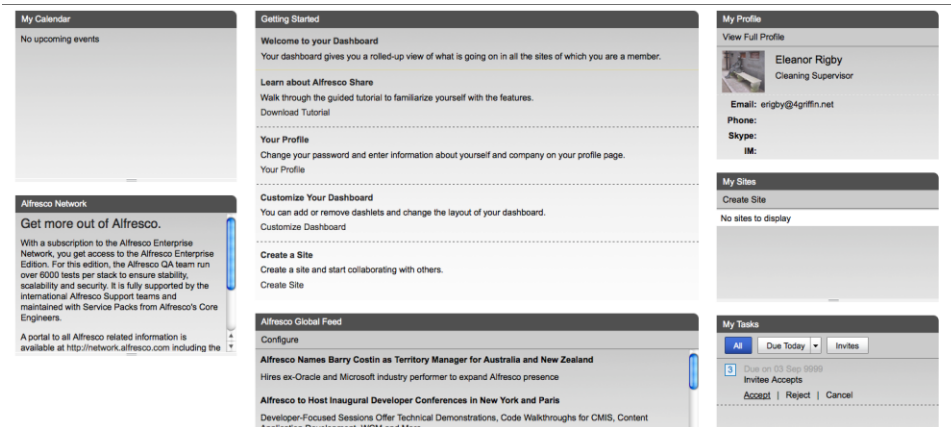 My Calendar
No upcoming events
Alfresco Network
Get more out of Alfresco.
With a subscription to the Alfresco Enterprise
Network, you get access to the Alfresco Enterprise
Edition. For this edition, the Alfresco QA team run
over 6000 tests per stack to ensure stability,
scalability and security. It is fully supported by the
international Alfresco Support teams and
maintained with Service Packs from Alfresco's Core
Engineers.
A portal to all Alfresco related information is
available at http://network.alfresco.com including the
Getting Started
Welcome to your Dashboard
Your dashboard gives you a rolled-up view of what is going on in all the sites of which you are a member.
Learn about Alfresco Share
Walk through the guided tutorial to familiarize yourself with the features.
Download Tutorial
Your Profile
Change your password and enter information about yourself and company on your profile page.
Your Profile
Customize Your Dashboard
You can add or remove dashlets and change the layout of your dashboard.
Customize Dashboard
Create a Site
Create a site and start collaborating with others.
Create Site
Alfresco Global Feed
Configure
Alfresco Names Barry Costin as Territory Manager for Australia and New Zealand
Hires ex-Oracle and Microsoft industry performer to expand Alfresco presence
Alfresco to Host Inaugural Developer Conferences in New York and Paris
Developer-Focused Sessions Offer Technical Demonstrations, Code Walkthroughs for CMIS, Content
Application Development, WCM and More
My Profile
View Full Profile
Eleanor Rigby
Cleaning Supervisor
Email: erigby@4griffin.net
Phone:
Skype:
IM:
My Sites
Create Site
No sites to display
My Tasks
All Due Today Invites
3 Due on 03 Sep 9899
Invitee Accepts
Accept | Reject | Cancel